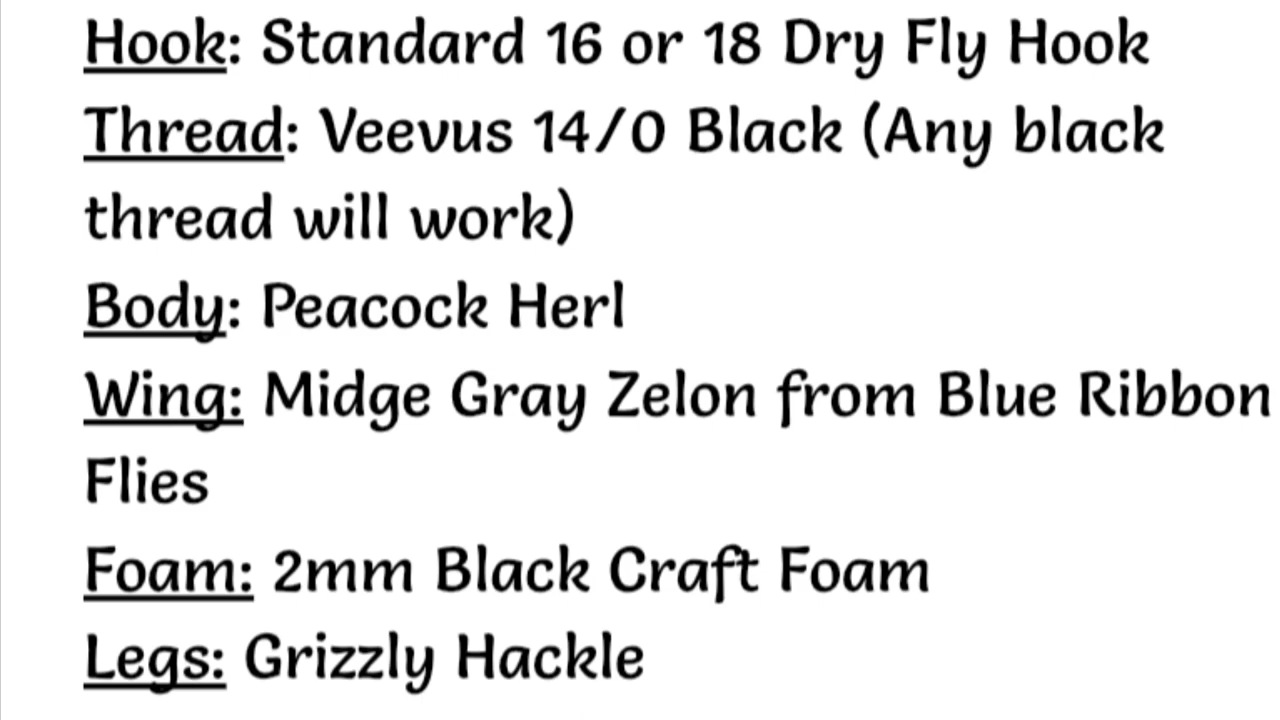 Hook: Standard 16 or 18 Dry Fly Hook
Thread: Veevus 14/0 Black (Any black
thread will work)
Body: Peacock Herl
Wing: Midge Gray Zelon from Blue Ribbon
Flies
Foam: 2mm Black Craft Foam
Legs: Grizzly Hackle